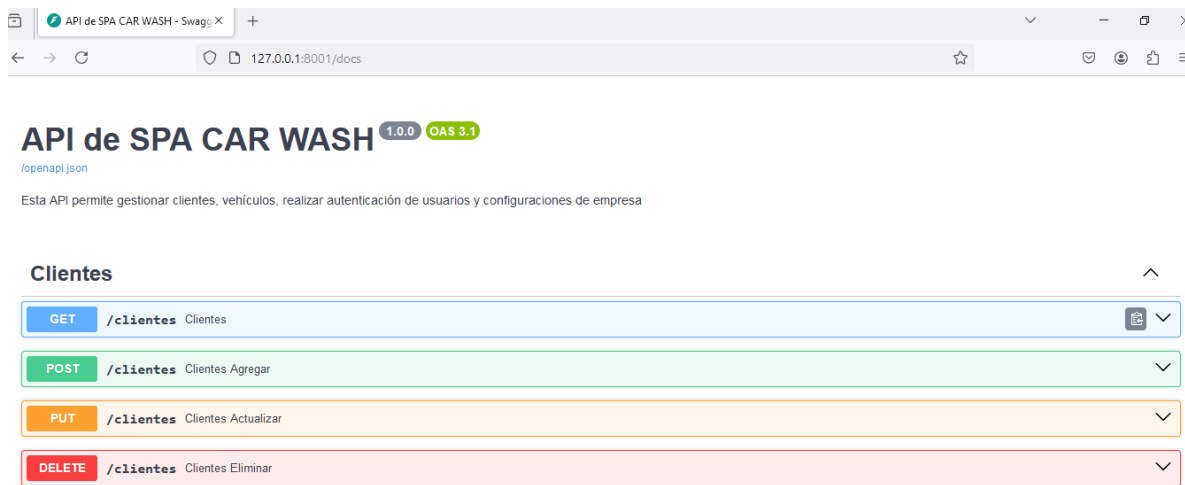 API de SPA CAR WASH - Swagg
127.0.0.1:8001/docs
API de SPA CAR WASH 1.0.0 OAS 3.1
/openapi.json
Esta API permite gestionar clientes, vehículos, realizar autenticación de usuarios y configuraciones de empresa
Clientes
GET /clientes Clientes
POST /clientes Clientes Agregar
PUT /clientes Clientes Actualizar
DELETE /clientes Clientes Eliminar